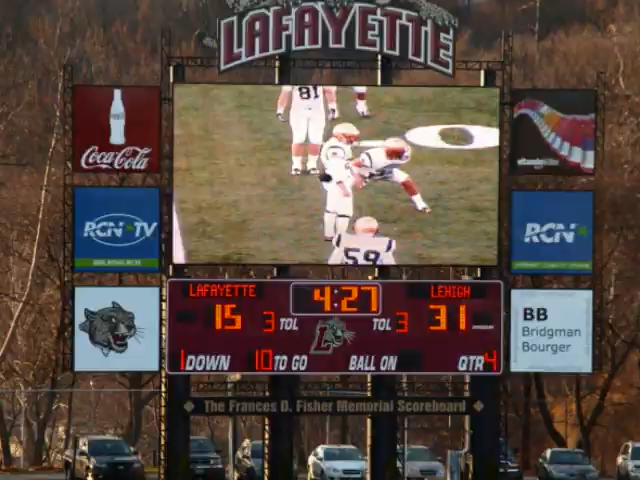 LAFAYETTE
81
59
Coca-Cola
RCN TV
RCN
LAFAYETTE 4:27 LEHIGH
15 3 TOL L TOL 3 31
1 DOWN 10 TO GO BALL ON QTR 4
BB
Bridgman
Bourger
The Frances D. Fisher Memorial Scoreboard